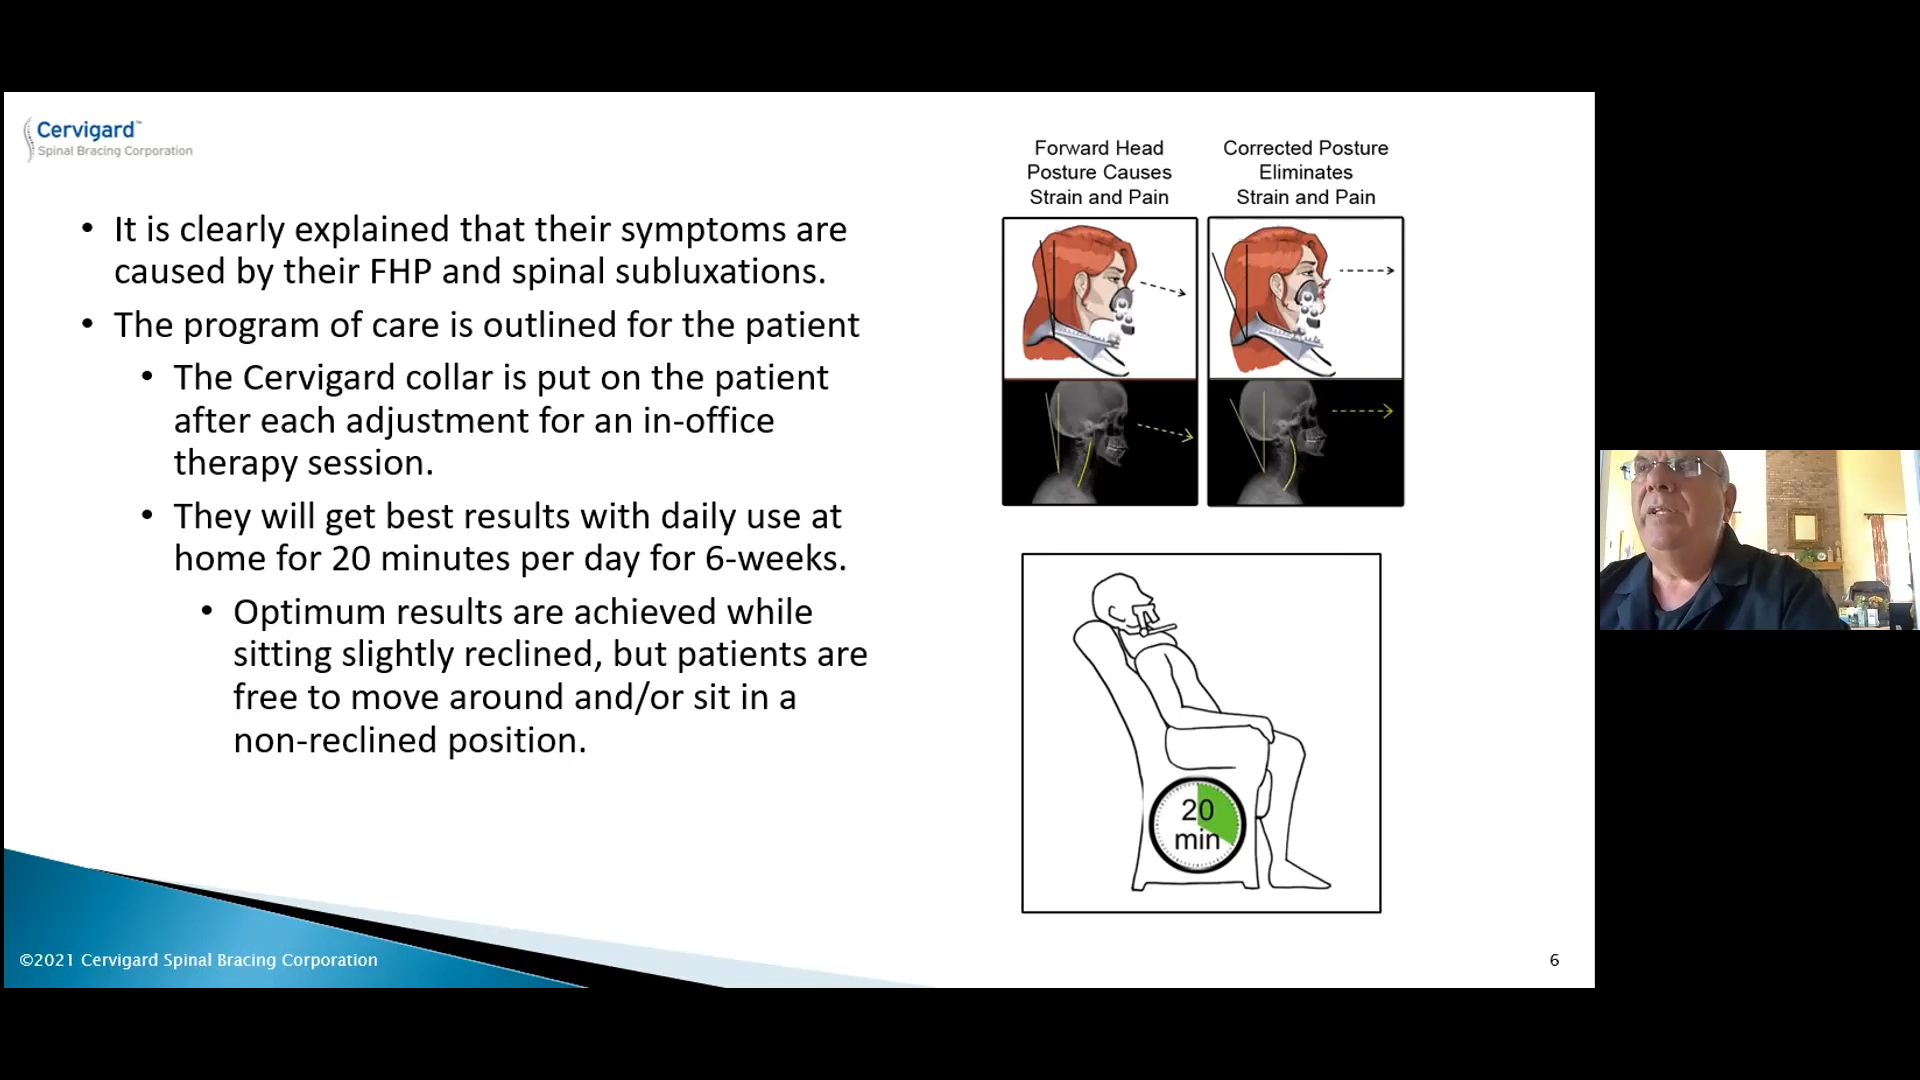 Cervigard™
Spinal Bracing Corporation
• It is clearly explained that their symptoms are
caused by their FHP and spinal subluxations.
• The program of care is outlined for the patient
• The Cervigard collar is put on the patient
after each adjustment for an in-office
therapy session.
• They will get best results with daily use at
home for 20 minutes per day for 6-weeks.
• Optimum results are achieved while
sitting slightly reclined, but patients are
free to move around and/or sit in a
non-reclined position.
Forward Head
Posture Causes
Strain and Pain
Corrected Posture
Eliminates
Strain and Pain
20
min
©2021 Cervigard Spinal Bracing Corporation
6